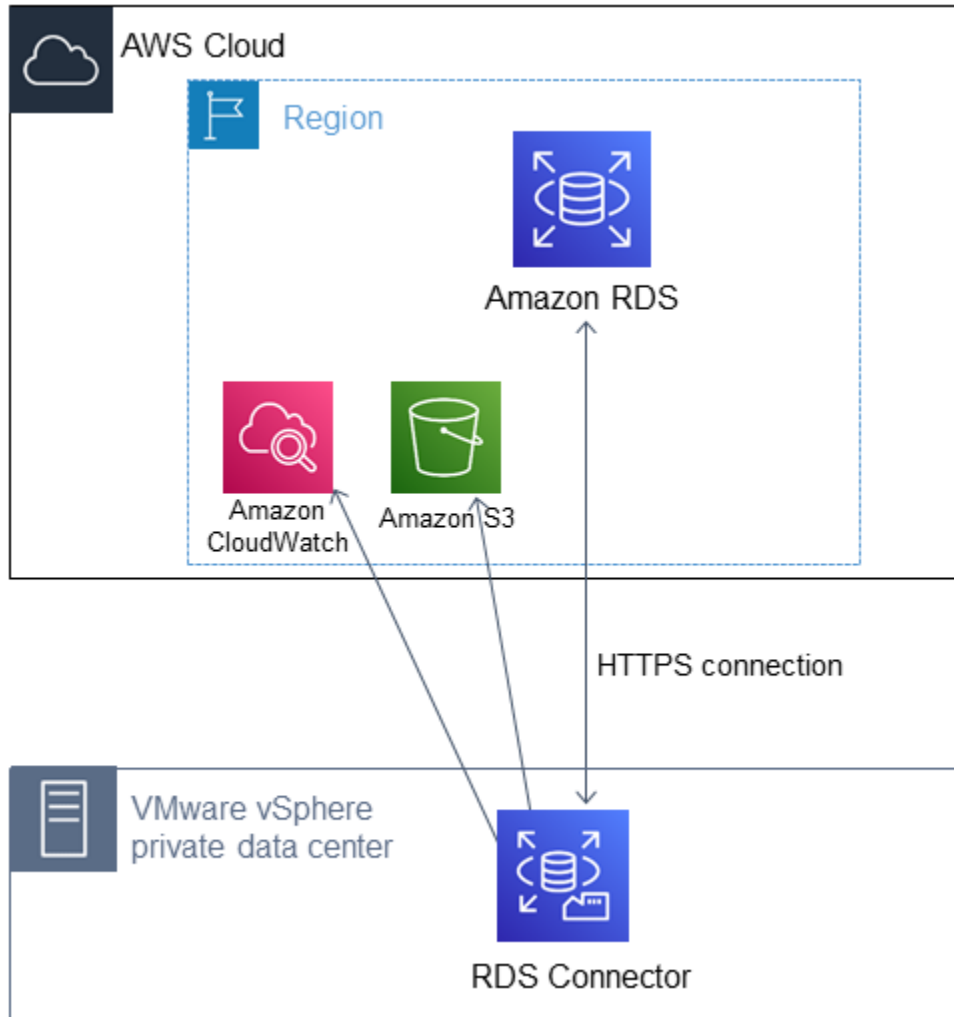 AWS Cloud
Region
Amazon RDS
Amazon
CloudWatch
Amazon S3
HTTPS connection
VMware vSphere
private data center
RDS Connector